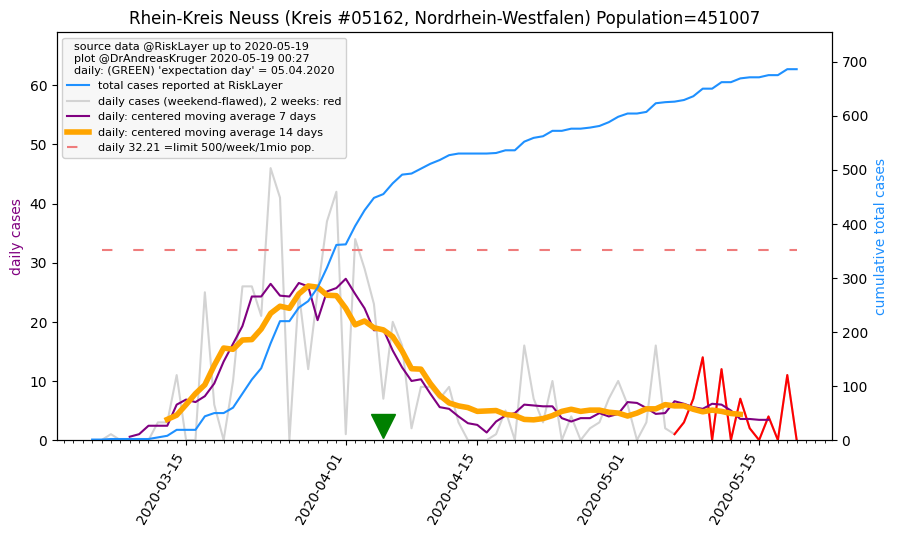 Rhein-Kreis Neuss (Kreis #05162, Nordrhein-Westfalen) Population=451007
source data @RiskLayer up to 2020-05-19
plot @DrAndreasKruger 2020-05-19 00:27
daily: (GREEN) 'expectation day' = 05.04.2020
total cases reported at RiskLayer
daily cases (weekend-flawed), 2 weeks: red
daily: centered moving average 7 days
daily: centered moving average 14 days
daily 32.21 =limit 500/week/1mio pop.
daily cases
60
50
40
30
20
10
0
700
600
500
400
300
200
100
0
cumulative total cases
2020-03-15
2020-04-01
2020-04-15
2020-05-01
2020-05-15